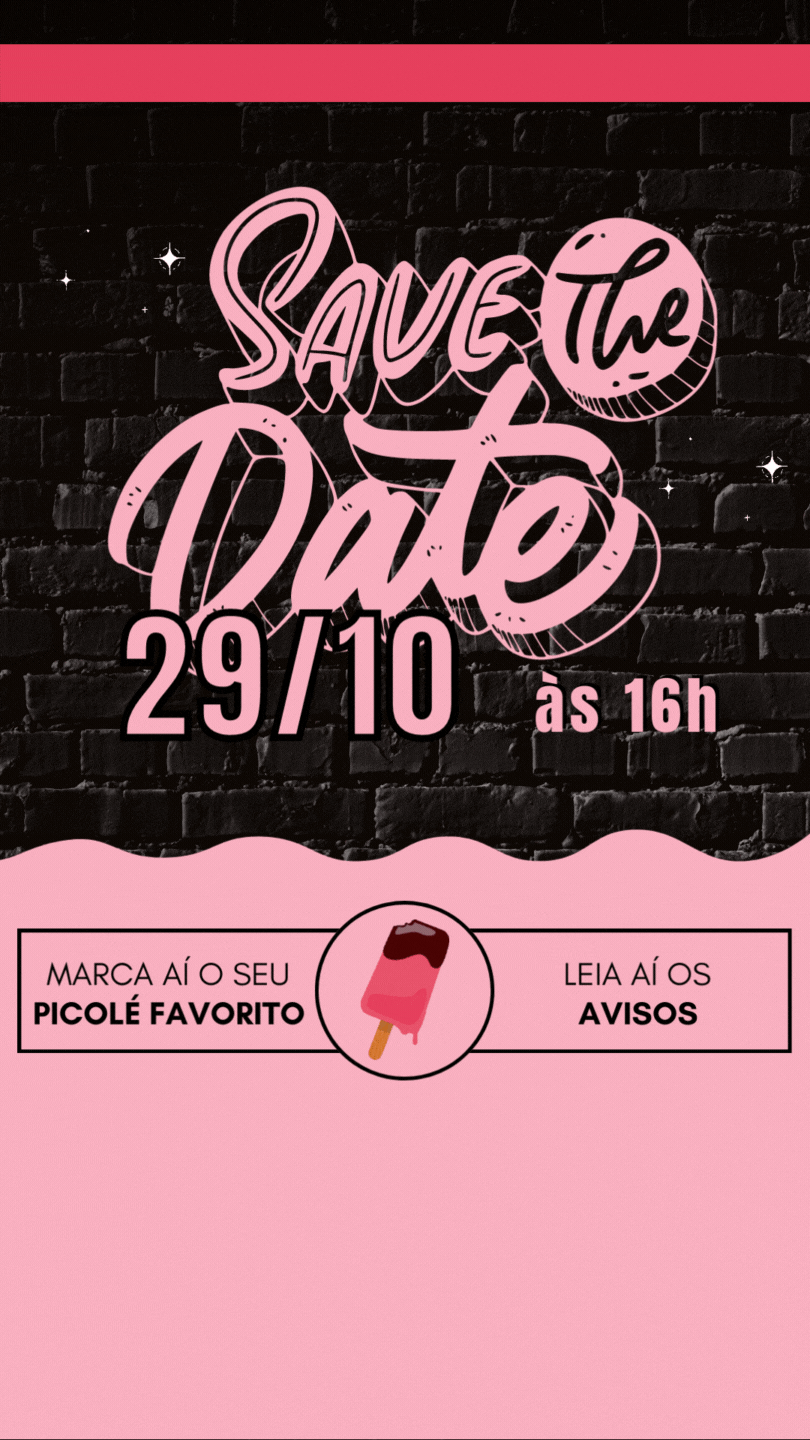 SAVE The
Date
29/10 às 16h
MARCA AÍ O SEU
PICOLÉ FAVORITO
LEIA AÍ OS
AVISOS